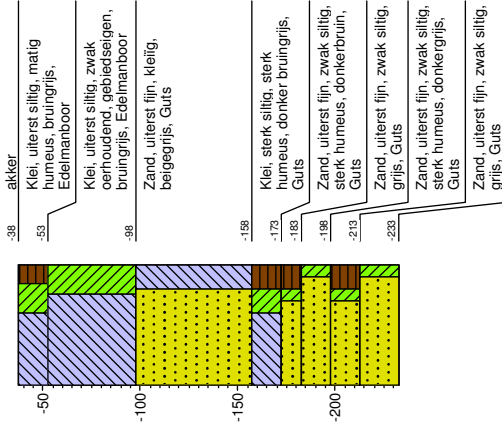 -38
akker
Klei, uiterst siltig, matig
humeus, bruingrijs,
Edelmanboor
-53
Klei, uiterst siltig, zwak
oerhoudend, gebiedseigen,
bruingrijs, Edelmanboor
-98
Zand, uiterst fijn, kleiïg,
beigegrijs, Guts
-158
Klei, sterk siltig, sterk
humeus, donker bruingrijs,
Guts
-173
Zand, uiterst fijn, zwak siltig,
sterk humeus, donkerbruin,
Guts
-183
Zand, uiterst fijn, zwak siltig,
grijs, Guts
-198
Zand, uiterst fijn, zwak siltig,
sterk humeus, donkergrijs,
Guts
-213
Zand, uiterst fijn, zwak siltig,
grijs, Guts
-233
-50
-100
-150
-200